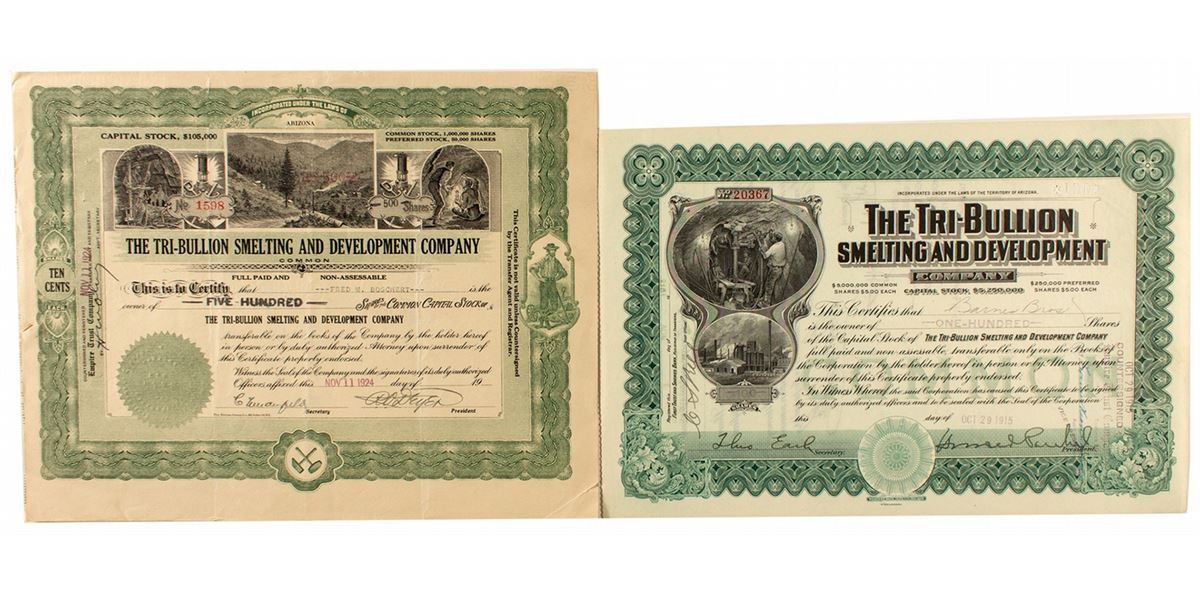 INCORPORATED UNDER THE LAWS OF
ARIZONA
CAPITAL STOCK, $105,000
COMMON STOCK, 1,000,000 SHARES
PREFERRED STOCK, 50,000 SHARES
No 1598
500 Shares
THE TRI-BULLION SMELTING AND DEVELOPMENT COMPANY
COMMON
FULL PAID AND NON-ASSESSABLE
This is to Certify that ---FRED W. BOSCHERT--- is the
owner of FIVE HUNDRED Shares of the Common Capital Stock of
THE TRI-BULLION SMELTING AND DEVELOPMENT COMPANY
transferable on the books of the Company by the holder hereof
in person or by duly authorized Attorney upon surrender of
this Certificate properly endorsed.
Witness the Seal of the Company and the signatures of its duly authorized
Officers affixed this NOV 11 1924 day of 19
Secretary
President
TEN
CENTS
NOV 11 1924
Empire Trust Company
This Certificate is not valid unless Countersigned
by the Transfer Agent and Registrar.
No 20367
INCORPORATED UNDER THE LAWS OF THE TERRITORY OF ARIZONA.
THE TRI-BULLION
SMELTING AND DEVELOPMENT
COMPANY
$5,000,000 COMMON
SHARES $5.00 EACH
CAPITAL STOCK, $5,250,000
$250,000 PREFERRED
SHARES $5.00 EACH
This Certifies that Barnes Bros
is the owner of ---ONE-HUNDRED--- Shares
of the Capital Stock of THE TRI-BULLION SMELTING AND DEVELOPMENT COMPANY
full paid and non-assessable, transferable only on the Books of
the Corporation by the holder hereof in person or by Attorney upon
surrender of this Certificate properly endorsed.
In Witness Whereof the said Corporation has caused this Certificate to be signed
by its duly authorized officers and to be sealed with the Seal of the Corporation
this day of OCT 29 1915
Theo Earl
Secretary.
President.